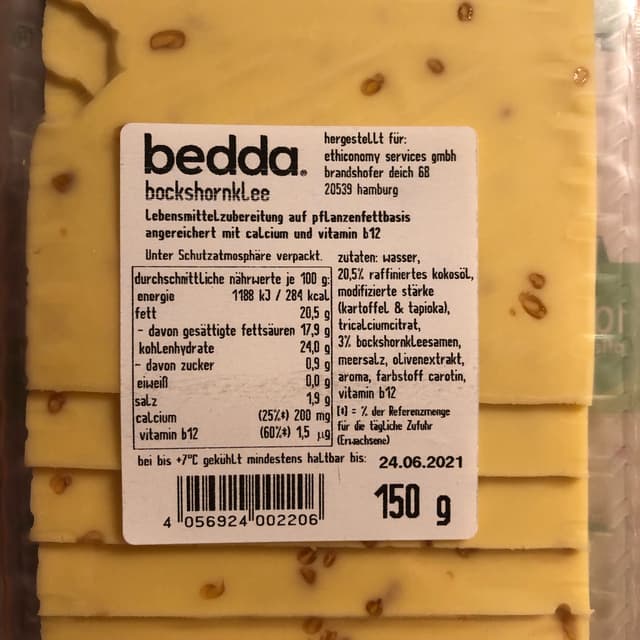 bedda®
bockshornklee
hergestellt für:
ethiconomy services gmbh
brandshofer deich 68
20539 hamburg
Lebensmittelzubereitung auf pflanzenfettbasis
angereichert mit calcium und vitamin b12
Unter Schutzatmosphäre verpackt.
durchschnittliche nährwerte je 100 g:
energie 1188 kJ / 284 kcal
fett 20,5 g
- davon gesättigte fettsäuren 17,9 g
kohlenhydrate 24,0 g
- davon zucker 0,9 g
eiweiß 0,0 g
salz 1,9 g
calcium (25%*) 200 mg
vitamin b12 (60%*) 1,5 µg
zutaten: wasser,
20,5% raffiniertes kokosöl,
modifizierte stärke
(kartoffel & tapioka),
tricalciumcitrat,
3% bockshornkleesamen,
meersalz, olivenextrakt,
aroma, farbstoff carotin,
vitamin b12
[*] = % der Referenzmenge
für die tägliche Zufuhr
(Erwachsene)
bei bis +7°C gekühlt mindestens haltbar bis: 24.06.2021
4 056924 002206
150 g